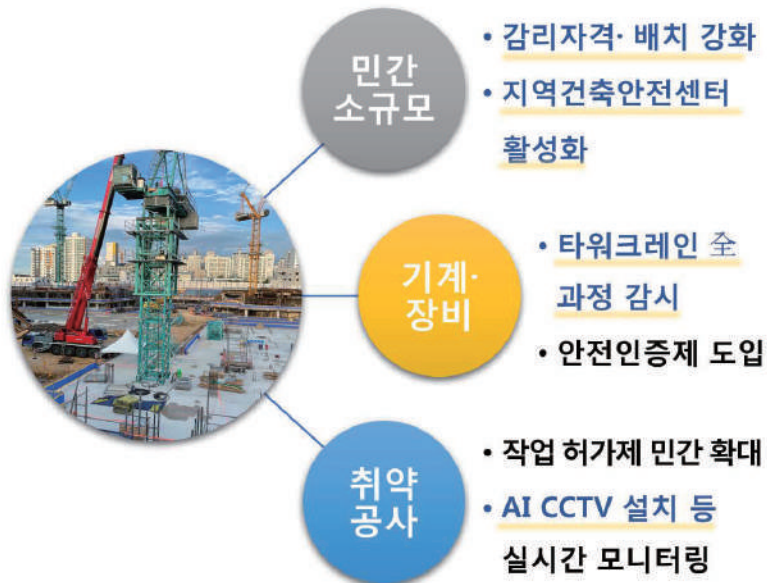 민간
소규모
• 감리자격· 배치 강화
• 지역건축안전센터
활성화
기계·
장비
• 타워크레인 全
과정 감시
• 안전인증제 도입
취약
공사
• 작업 허가제 민간 확대
• AI CCTV 설치 등
실시간 모니터링